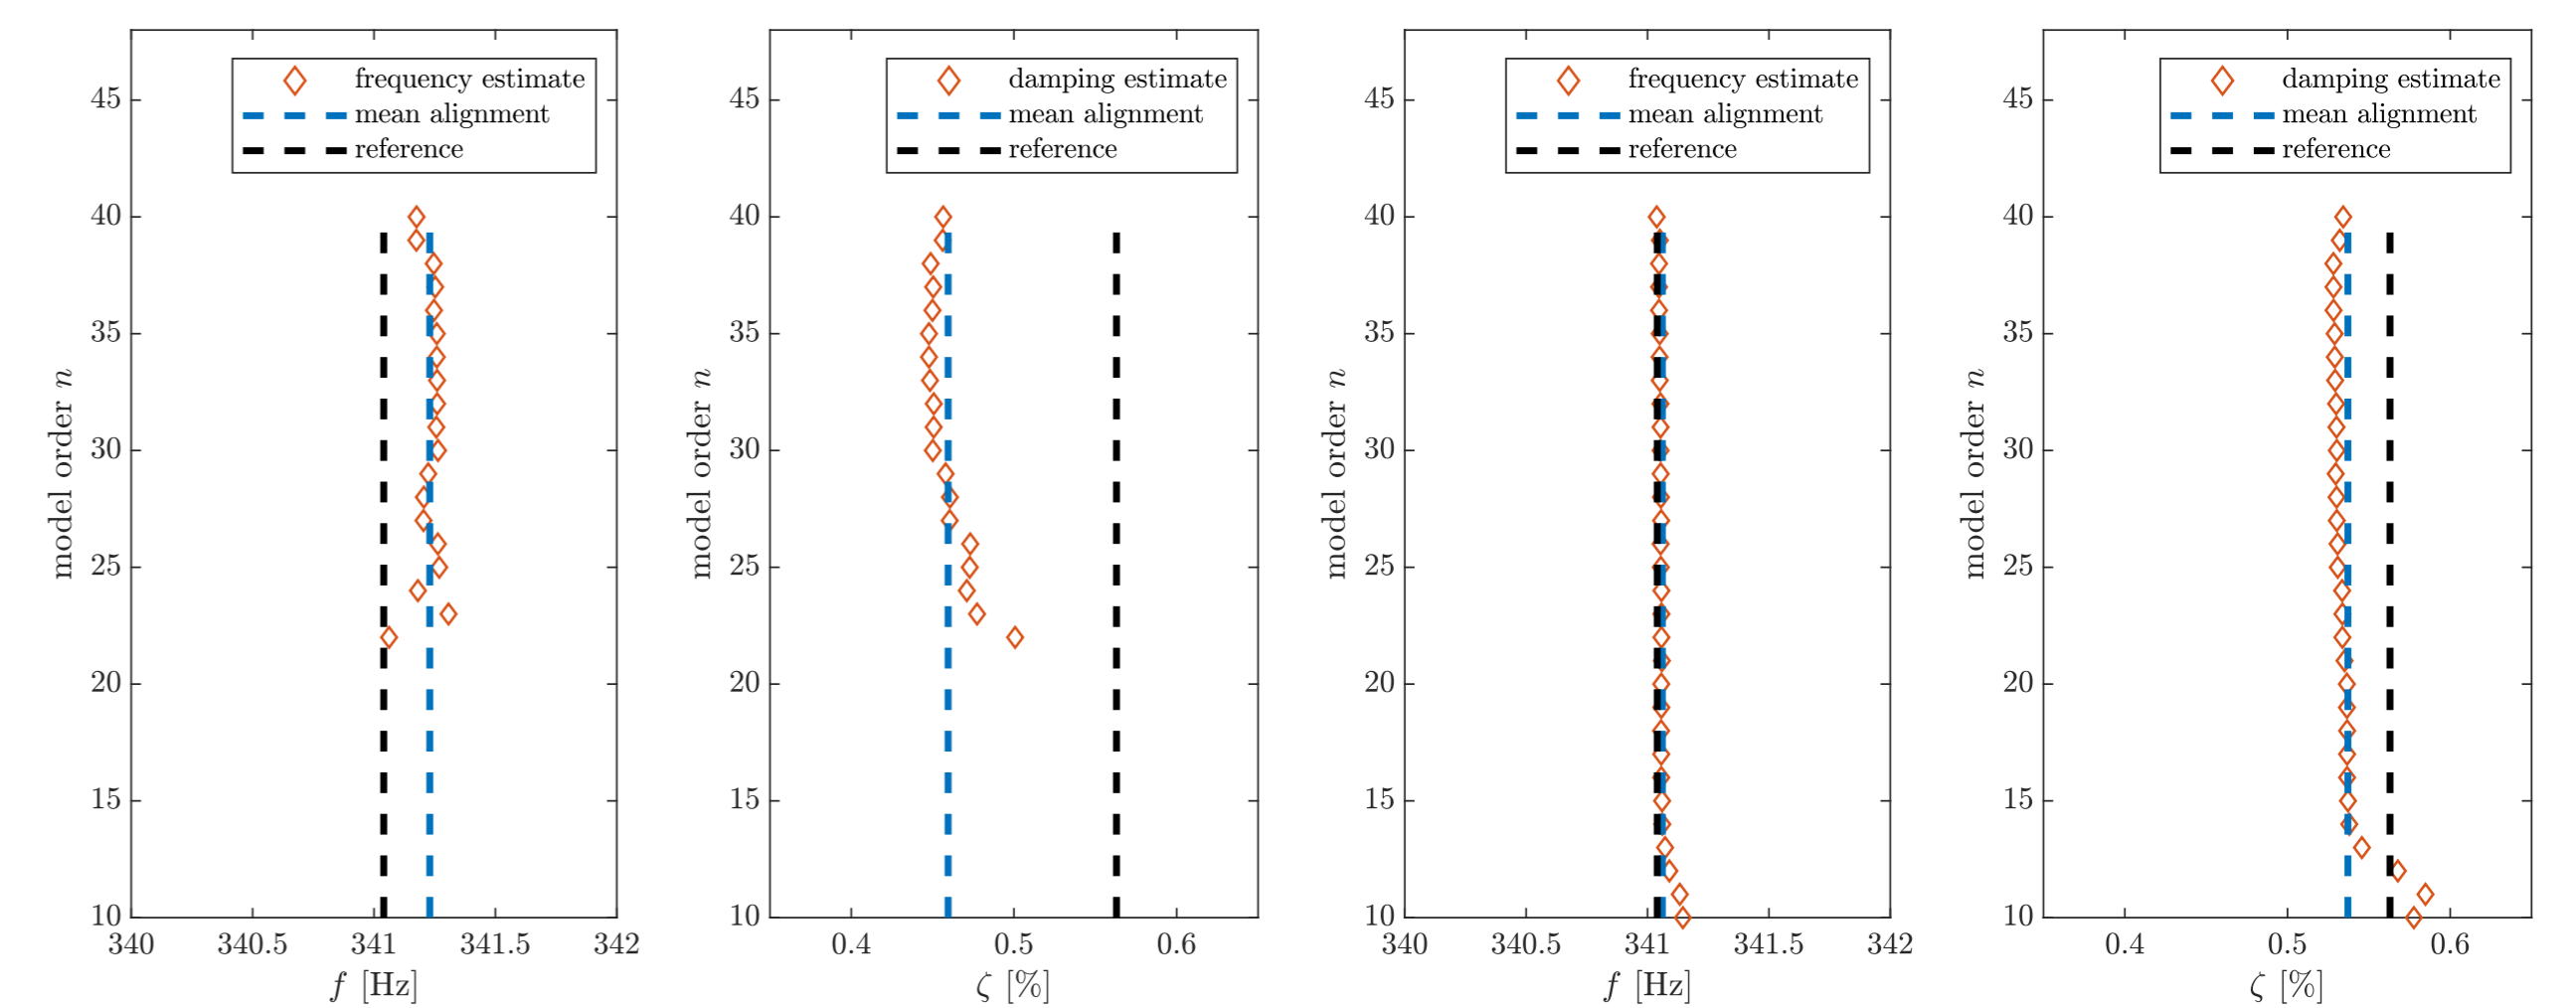 frequency estimate
mean alignment
reference
45
40
35
30
25
20
15
10
model order n
340
340.5
341
341.5
342
f [Hz]
damping estimate
mean alignment
reference
45
40
35
30
25
20
15
10
model order n
0.4
0.5
0.6
ζ [%]
frequency estimate
mean alignment
reference
45
40
35
30
25
20
15
10
model order n
340
340.5
341
341.5
342
f [Hz]
damping estimate
mean alignment
reference
45
40
35
30
25
20
15
10
model order n
0.4
0.5
0.6
ζ [%]